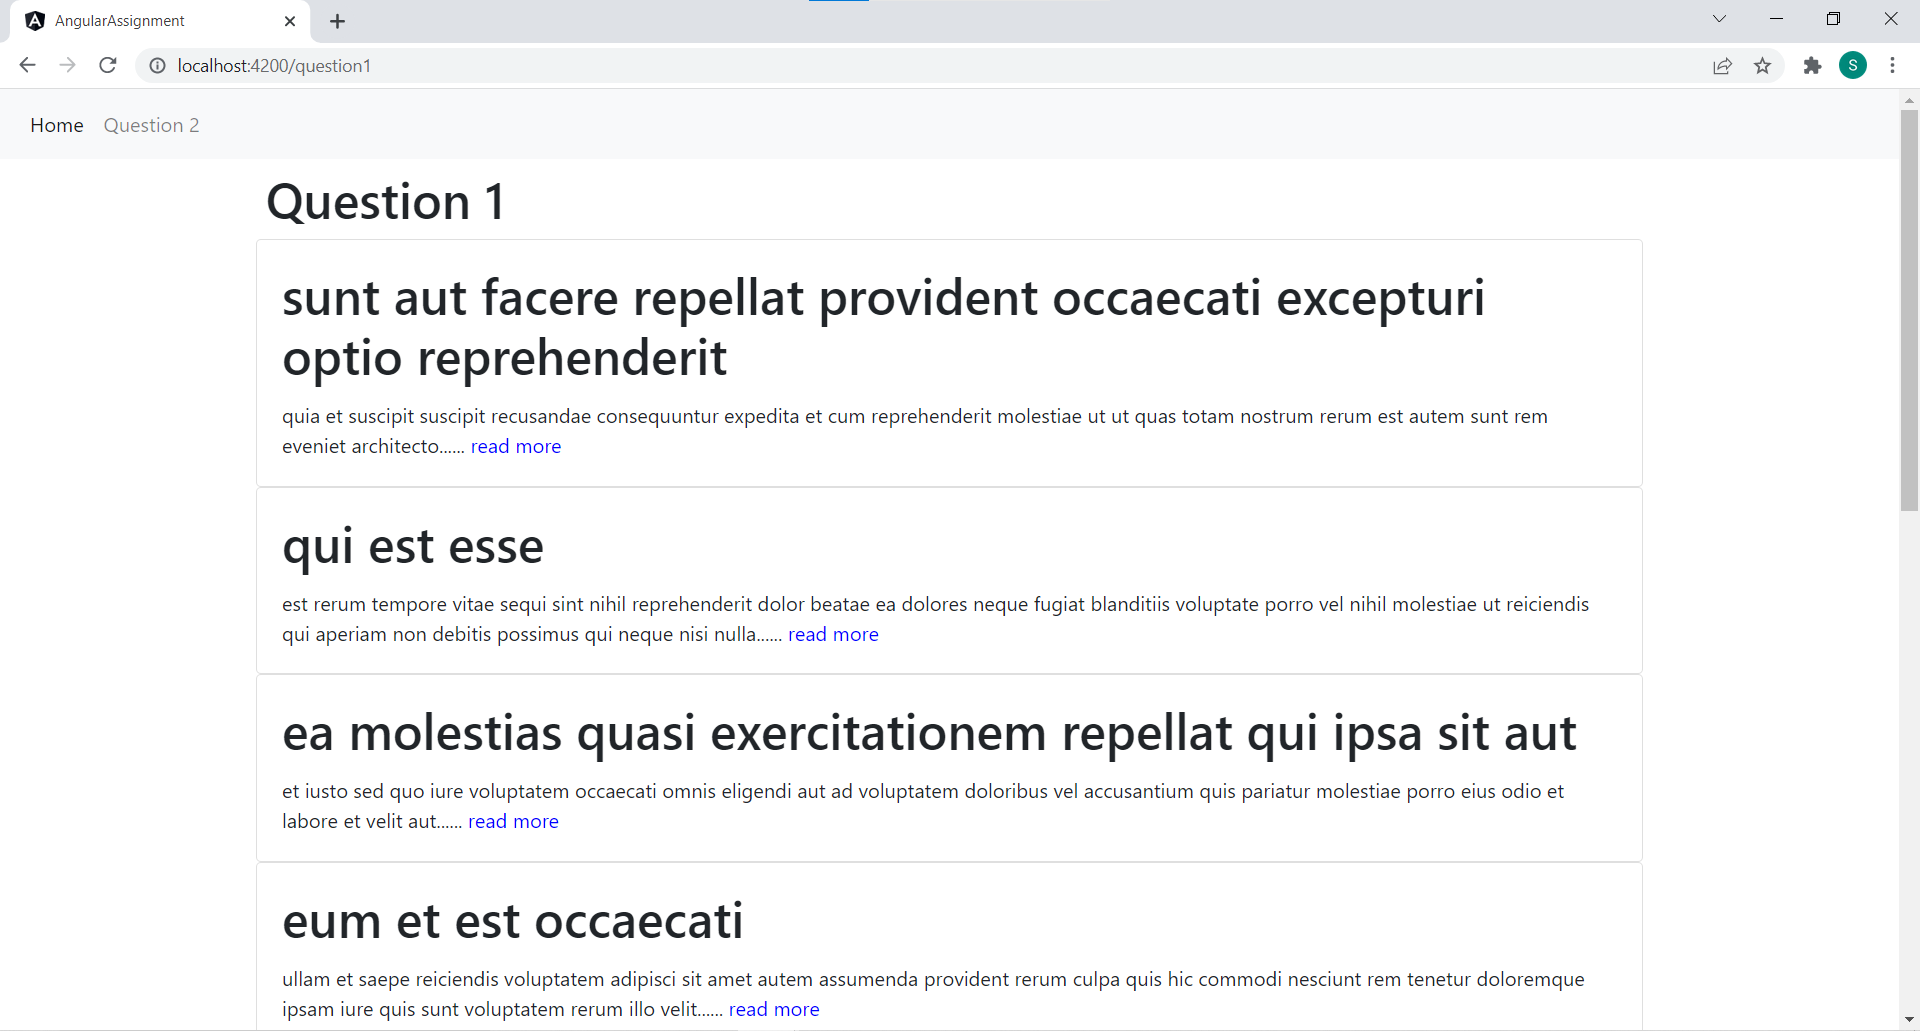 AngularAssignment
localhost:4200/question1
S
Home Question 2
Question 1
sunt aut facere repellat provident occaecati excepturi
optio reprehenderit
quia et suscipit suscipit recusandae consequuntur expedita et cum reprehenderit molestiae ut ut quas totam nostrum rerum est autem sunt rem
eveniet architecto...... read more
qui est esse
est rerum tempore vitae sequi sint nihil reprehenderit dolor beatae ea dolores neque fugiat blanditiis voluptate porro vel nihil molestiae ut reiciendis
qui aperiam non debitis possimus qui neque nisi nulla...... read more
ea molestias quasi exercitationem repellat qui ipsa sit aut
et iusto sed quo iure voluptatem occaecati omnis eligendi aut ad voluptatem doloribus vel accusantium quis pariatur molestiae porro eius odio et
labore et velit aut...... read more
eum et est occaecati
ullam et saepe reiciendis voluptatem adipisci sit amet autem assumenda provident rerum culpa quis hic commodi nesciunt rem tenetur doloremque
ipsam iure quis sunt voluptatem rerum illo velit...... read more